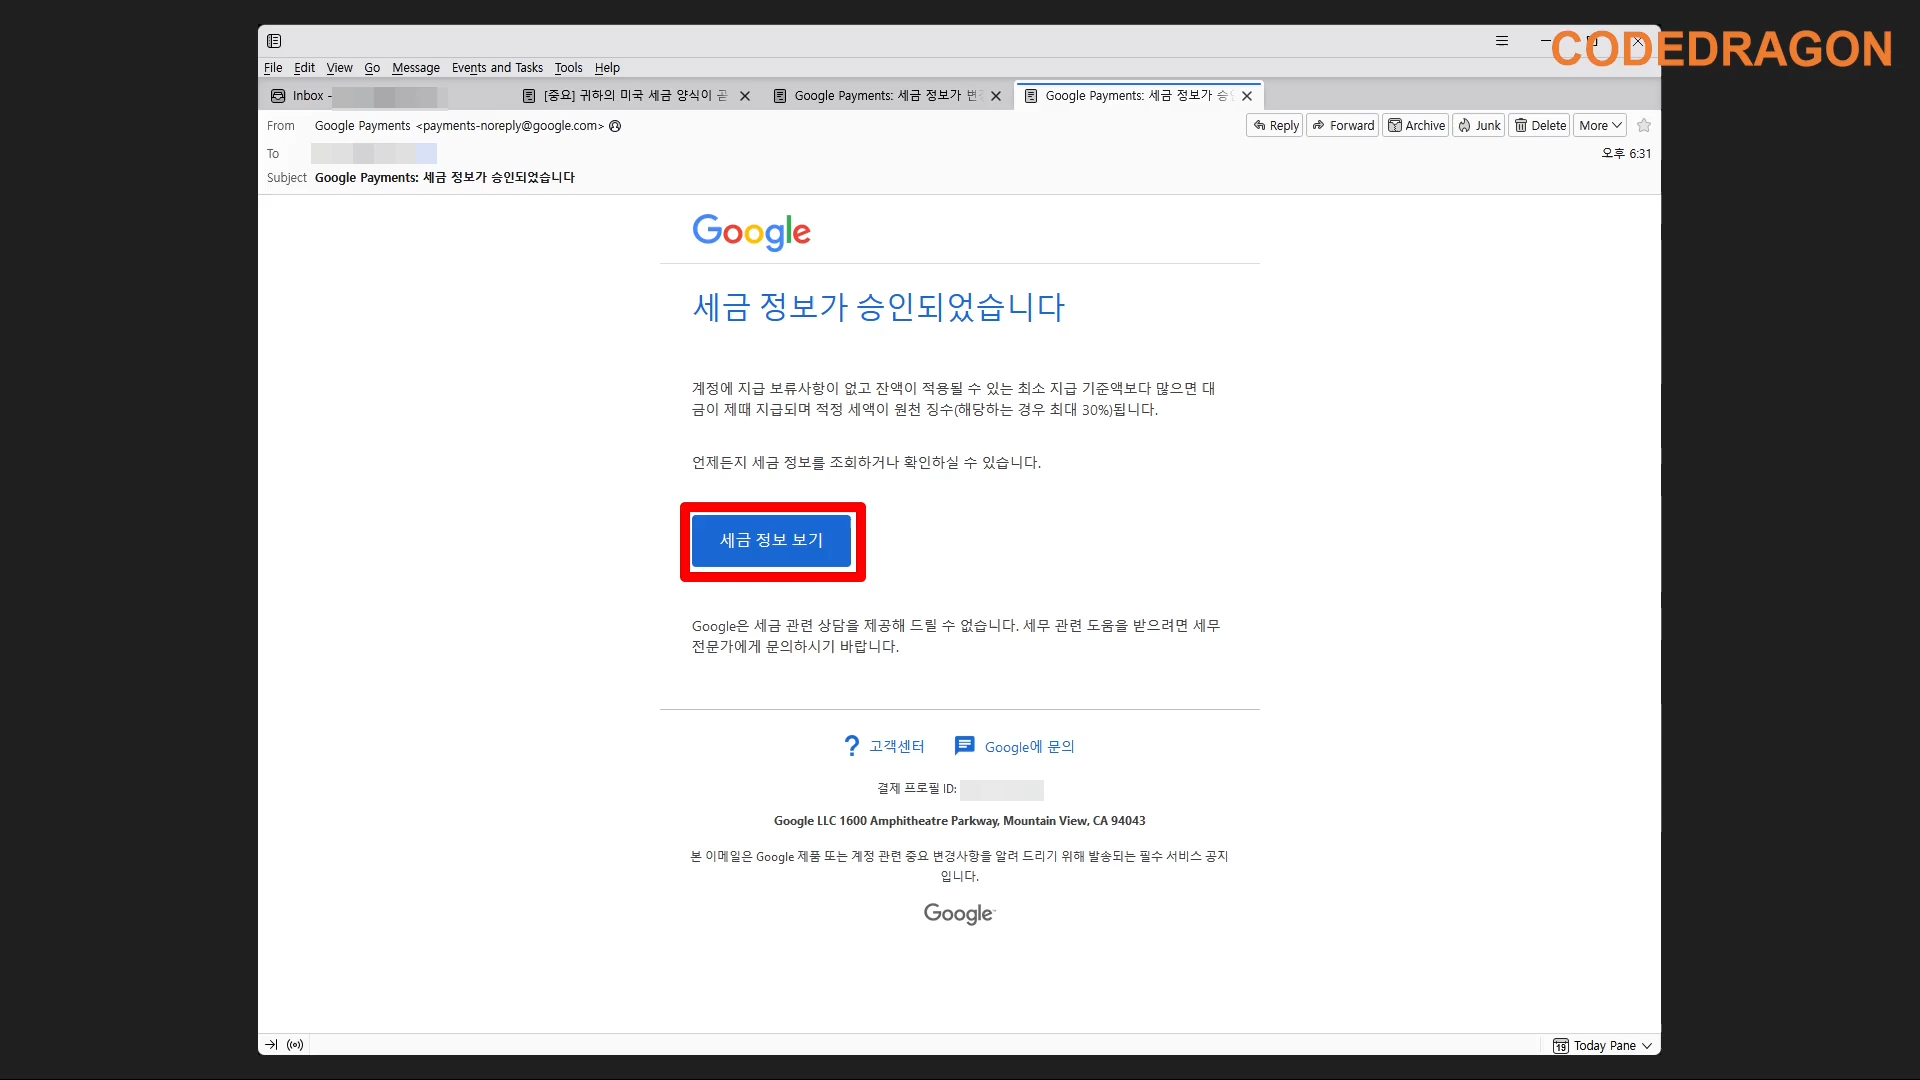 CODEDRAGON
File Edit View Go Message Events and Tasks Tools Help
Inbox - [중요] 귀하의 미국 세금 양식이 곧 Google Payments: 세금 정보가 변경 Google Payments: 세금 정보가 승인
From Google Payments <payments-noreply@google.com> Reply Forward Archive Junk Delete More
To 오후 6:31
Subject Google Payments: 세금 정보가 승인되었습니다
Google
세금 정보가 승인되었습니다
계정에 지급 보류사항이 없고 잔액이 적용될 수 있는 최소 지급 기준액보다 많으면 대
금이 제때 지급되며 적정 세액이 원천 징수(해당하는 경우 최대 30%)됩니다.
언제든지 세금 정보를 조회하거나 확인하실 수 있습니다.
세금 정보 보기
Google은 세금 관련 상담을 제공해 드릴 수 없습니다. 세무 관련 도움을 받으려면 세무
전문가에게 문의하시기 바랍니다.
? 고객센터 Google에 문의
결제 프로필 ID:
Google LLC 1600 Amphitheatre Parkway, Mountain View, CA 94043
본 이메일은 Google 제품 또는 계정 관련 중요 변경사항을 알려 드리기 위해 발송되는 필수 서비스 공지
입니다.
Google
19 Today Pane